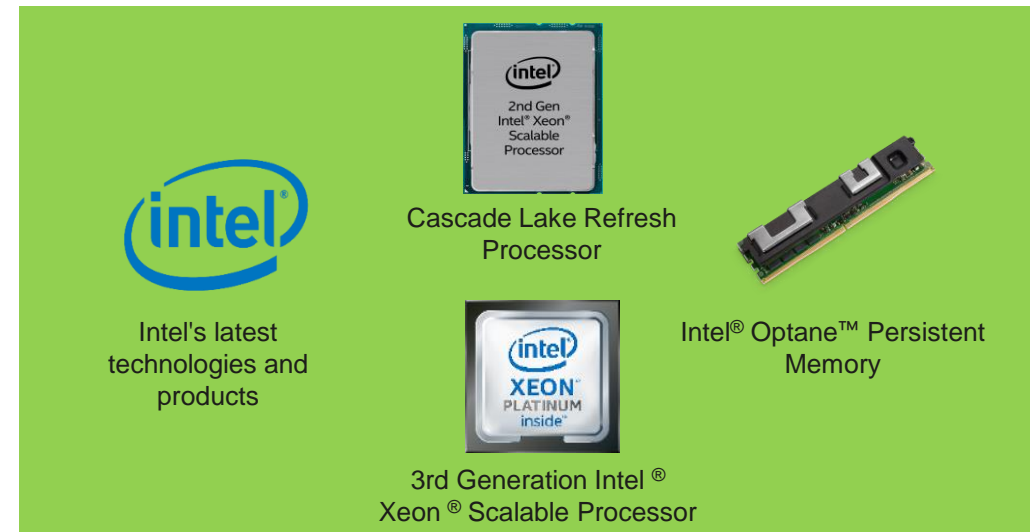 intel®
Intel's latest
technologies and
products
intel
2nd Gen
Intel® Xeon®
Scalable
Processor
Cascade Lake Refresh
Processor
intel
XEON®
PLATINUM
inside™
3rd Generation Intel ®
Xeon ® Scalable Processor
Intel® Optane™ Persistent
Memory